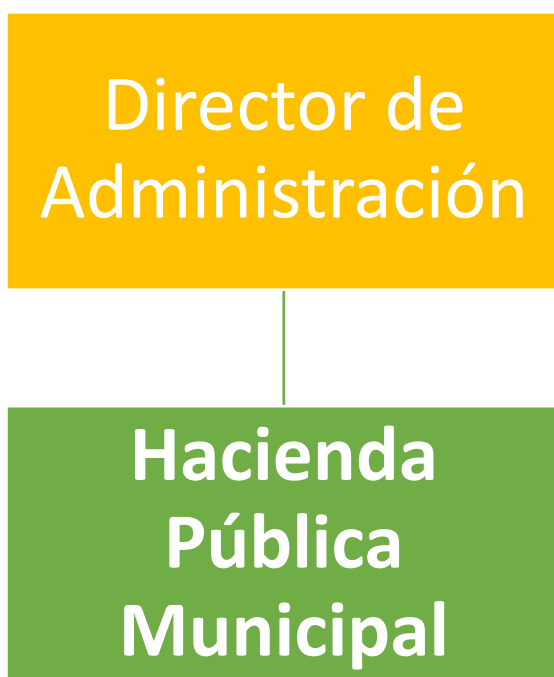 Director de
Administración
Hacienda
Pública
Municipal